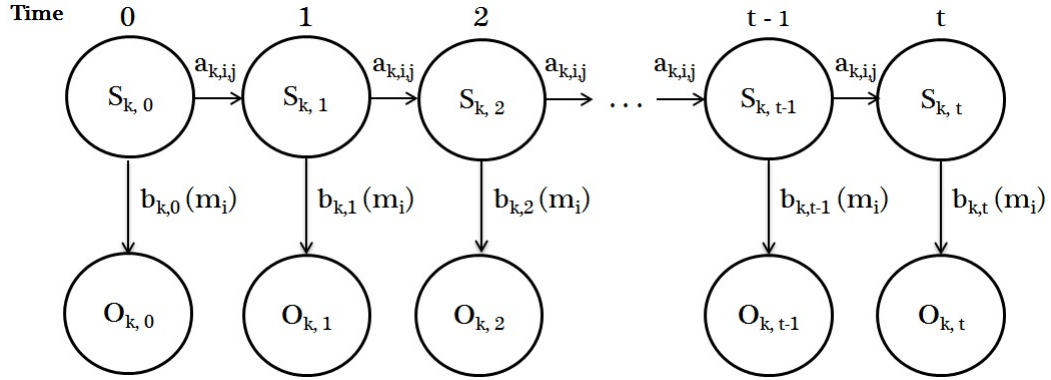 Time 0 1 2 t - 1 t
a_{k,i,j} a_{k,i,j} a_{k,i,j} a_{k,i,j} a_{k,i,j}
S_{k, 0} S_{k, 1} S_{k, 2} . . . S_{k, t-1} S_{k, t}
b_{k,0} (m_i) b_{k,1} (m_i) b_{k,2} (m_i) b_{k,t-1} (m_i) b_{k,t} (m_i)
O_{k, 0} O_{k, 1} O_{k, 2} O_{k, t-1} O_{k, t}